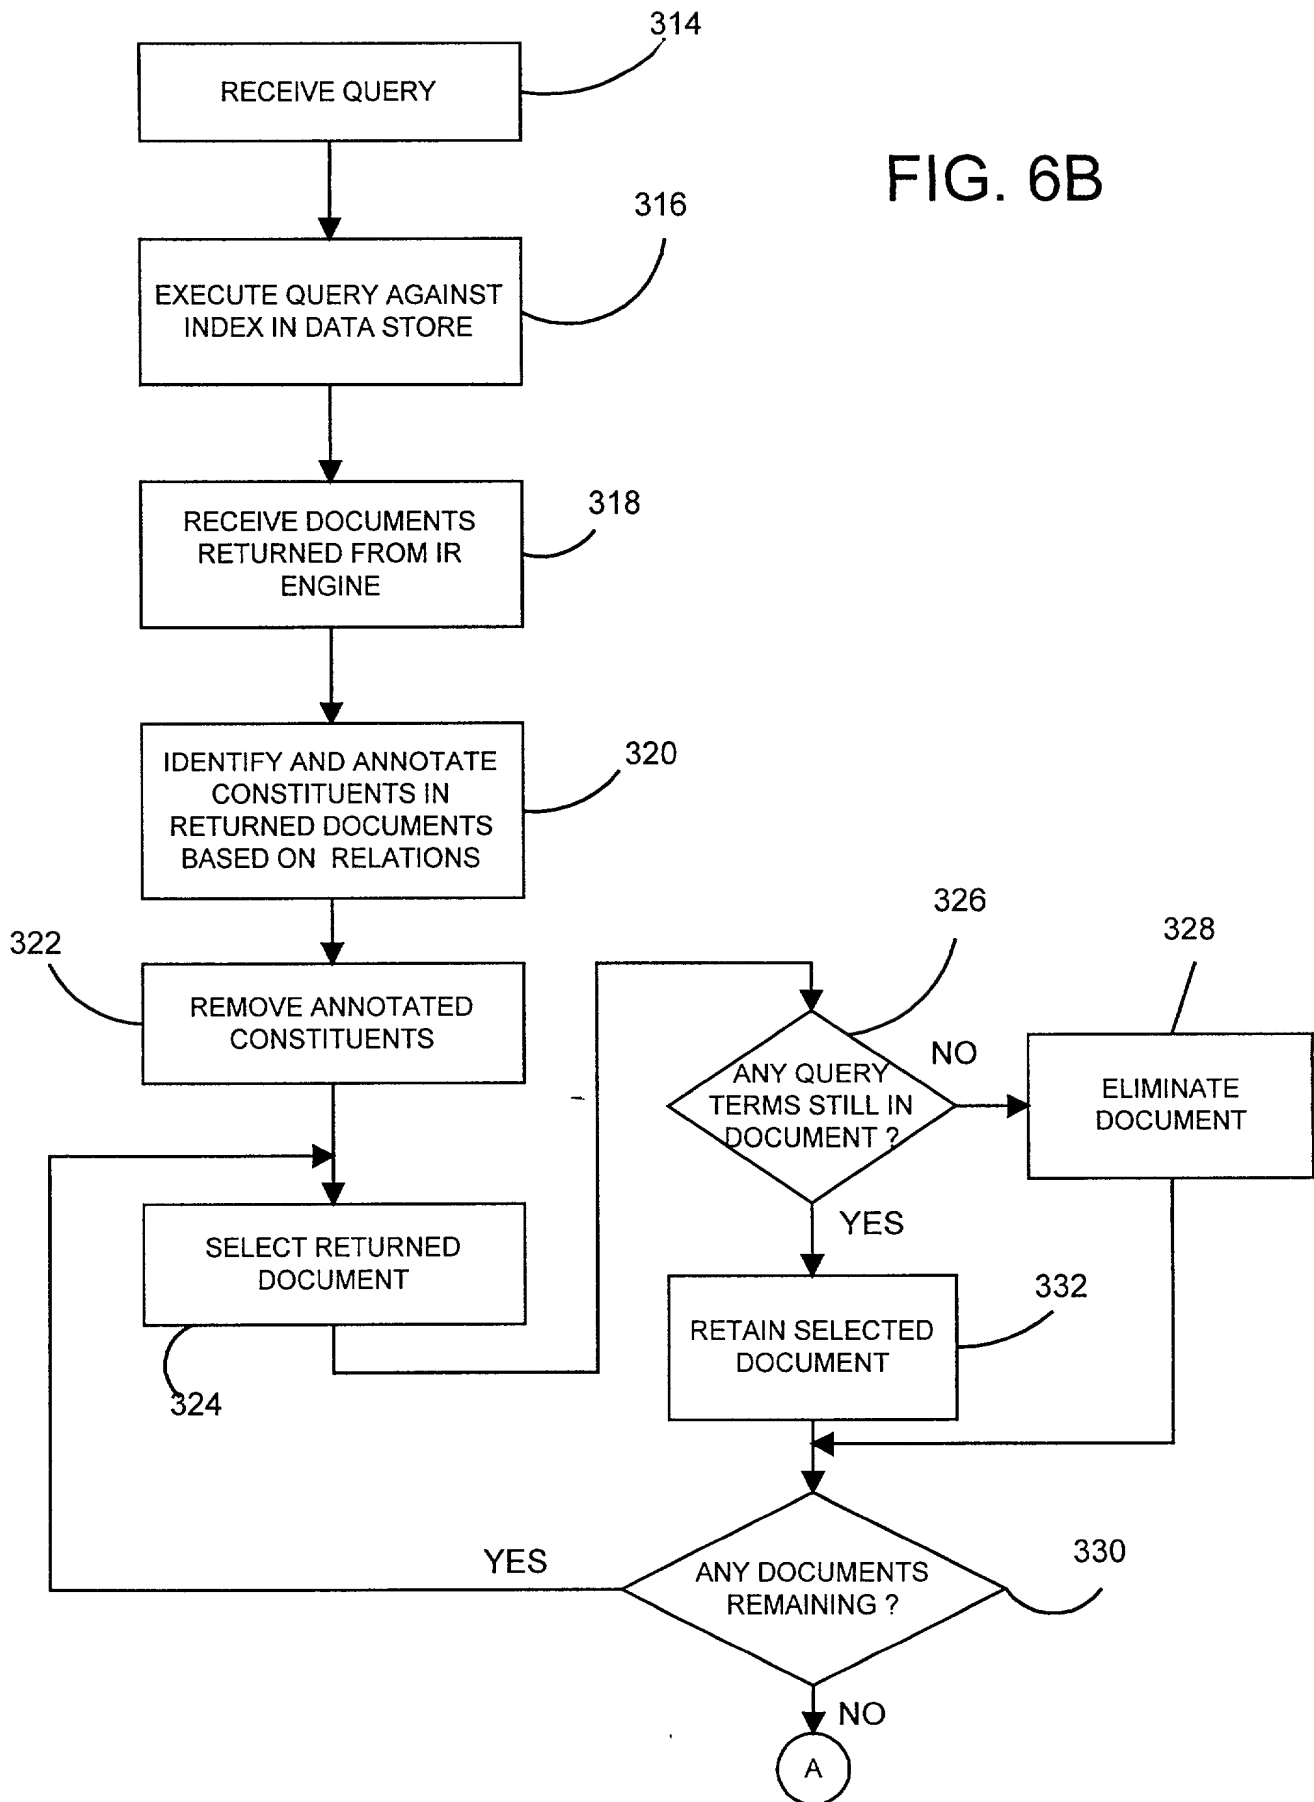 314
RECEIVE QUERY
FIG. 6B
316
EXECUTE QUERY AGAINST
INDEX IN DATA STORE
318
RECEIVE DOCUMENTS
RETURNED FROM IR
ENGINE
320
IDENTIFY AND ANNOTATE
CONSTITUENTS IN
RETURNED DOCUMENTS
BASED ON RELATIONS
322
REMOVE ANNOTATED
CONSTITUENTS
SELECT RETURNED
DOCUMENT
324
326
ANY QUERY
TERMS STILL IN
DOCUMENT ?
NO
328
ELIMINATE
DOCUMENT
YES
332
RETAIN SELECTED
DOCUMENT
330
ANY DOCUMENTS
REMAINING ?
YES
NO
A